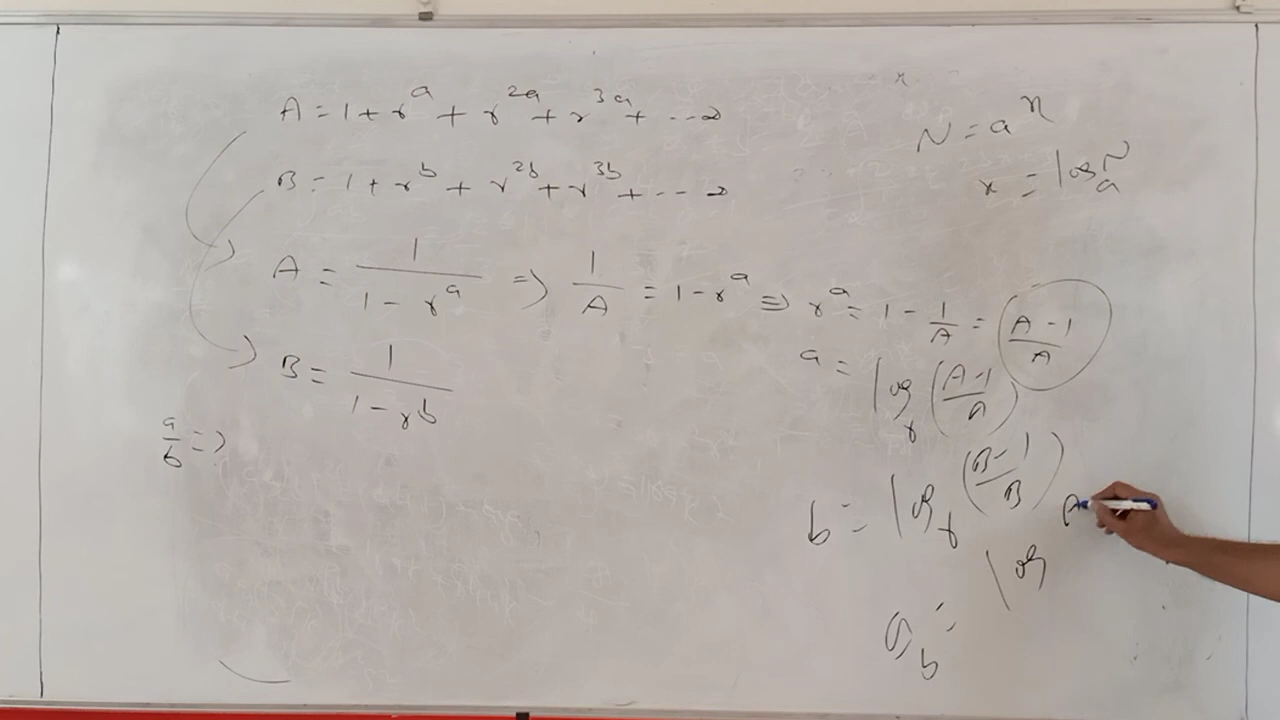 A = 1 + r^a + r^2a + r^3a + --- ∞
B = 1 + r^b + r^2b + r^3b + --- ∞
N = a^x
x = log_a N
A = 1/(1 - r^a) ⇒ 1/A = 1 - r^a ⇒ r^a = 1 - 1/A = (A-1)/A
a = log_r ((A-1)/A)
B = 1/(1 - r^b)
a/b ⇒
b = log_r ((B-1)/B)
a/b = log A